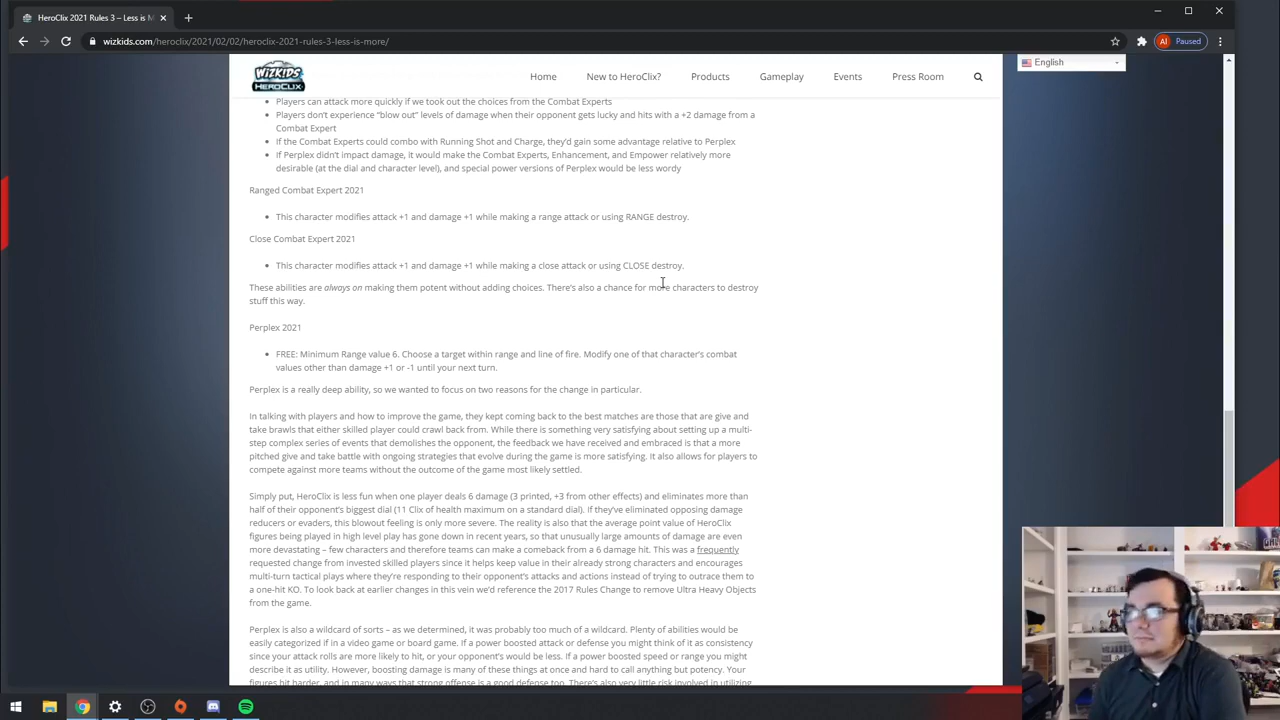 HeroClix 2021 Rules 3 – Less is M
wizkids.com/heroclix/2021/02/02/heroclix-2021-rules-3-less-is-more/
AI Paused
WIZKIDS HEROCLIX
Home New to HeroClix? Products Gameplay Events Press Room
English
Players can attack more quickly if we took out the choices from the Combat Experts
Players don't experience "blow out" levels of damage when their opponent gets lucky and hits with a +2 damage from a
Combat Expert
If the Combat Experts could combo with Running Shot and Charge, they'd gain some advantage relative to Perplex
If Perplex didn't impact damage, it would make the Combat Experts, Enhancement, and Empower relatively more
desirable (at the dial and character level), and special power versions of Perplex would be less wordy
Ranged Combat Expert 2021
This character modifies attack +1 and damage +1 while making a range attack or using RANGE destroy.
Close Combat Expert 2021
This character modifies attack +1 and damage +1 while making a close attack or using CLOSE destroy.
These abilities are always on making them potent without adding choices. There's also a chance for more characters to destroy
stuff this way.
Perplex 2021
FREE: Minimum Range value 6. Choose a target within range and line of fire. Modify one of that character's combat
values other than damage +1 or -1 until your next turn.
Perplex is a really deep ability, so we wanted to focus on two reasons for the change in particular.
In talking with players and how to improve the game, they kept coming back to the best matches are those that are give and
take brawls that either skilled player could crawl back from. While there is something very satisfying about setting up a multi-
step complex series of events that demolishes the opponent, the feedback we have received and embraced is that a more
pitched give and take battle with ongoing strategies that evolve during the game is more satisfying. It also allows for players to
compete against more teams without the outcome of the game most likely settled.
Simply put, HeroClix is less fun when one player deals 6 damage (3 printed, +3 from other effects) and eliminates more than
half of their opponent's biggest dial (11 Clix of health maximum on a standard dial). If they've eliminated opposing damage
reducers or evaders, this blowout feeling is only more severe. The reality is also that the average point value of HeroClix
figures being played in high level play has gone down in recent years, so that unusually large amounts of damage are even
more devastating – few characters and therefore teams can make a comeback from a 6 damage hit. This was a frequently
requested change from invested skilled players since it helps keep value in their already strong characters and encourages
multi-turn tactical plays where they're responding to their opponent's attacks and actions instead of trying to outrace them to
a one-hit KO. To look back at earlier changes in this vein we'd reference the 2017 Rules Change to remove Ultra Heavy Objects
from the game.
Perplex is also a wildcard of sorts – as we determined, it was probably too much of a wildcard. Plenty of abilities would be
easily categorized if in a video game or board game. If a power boosted attack or defense you might think of it as consistency
since your attack rolls are more likely to hit, or your opponent's would be less. If a power boosted speed or range you might
describe it as utility. However, boosting damage is many of these things at once and hard to call anything but potency. Your
figures hit harder, and in many ways that strong offense is a good defense too. There's also very little risk involved in utilizing